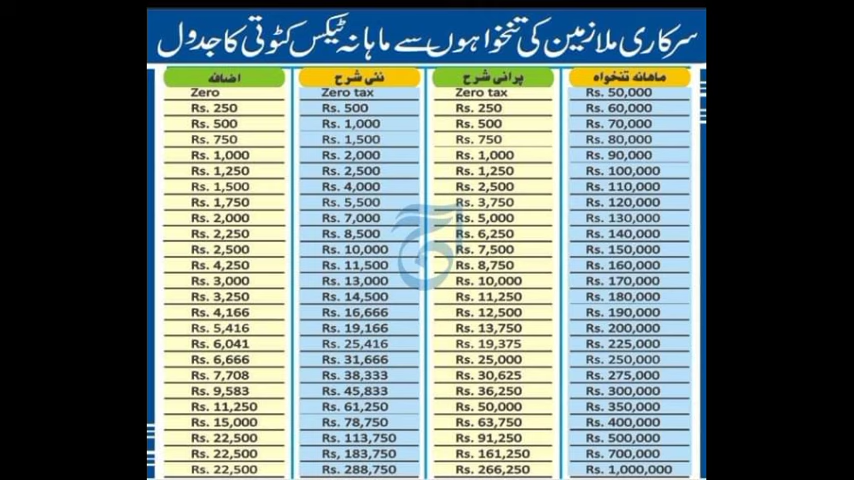 سرکاری ملازمین کی تنخواہوں سے ماہانہ ٹیکس کٹوتی کا جدول
ماہانہ تنخواہ پرانی شرح نئی شرح اضافہ
Rs. 50,000 Zero tax Zero tax Zero
Rs. 60,000 Rs. 250 Rs. 500 Rs. 250
Rs. 70,000 Rs. 500 Rs. 1,000 Rs. 500
Rs. 80,000 Rs. 750 Rs. 1,500 Rs. 750
Rs. 90,000 Rs. 1,000 Rs. 2,000 Rs. 1,000
Rs. 100,000 Rs. 1,250 Rs. 2,500 Rs. 1,250
Rs. 110,000 Rs. 2,500 Rs. 4,000 Rs. 1,500
Rs. 120,000 Rs. 3,750 Rs. 5,500 Rs. 1,750
Rs. 130,000 Rs. 5,000 Rs. 7,000 Rs. 2,000
Rs. 140,000 Rs. 6,250 Rs. 8,500 Rs. 2,250
Rs. 150,000 Rs. 7,500 Rs. 10,000 Rs. 2,500
Rs. 160,000 Rs. 8,750 Rs. 11,500 Rs. 4,250
Rs. 170,000 Rs. 10,000 Rs. 13,000 Rs. 3,000
Rs. 180,000 Rs. 11,250 Rs. 14,500 Rs. 3,250
Rs. 190,000 Rs. 12,500 Rs. 16,666 Rs. 4,166
Rs. 200,000 Rs. 13,750 Rs. 19,166 Rs. 5,416
Rs. 225,000 Rs. 19,375 Rs. 25,416 Rs. 6,041
Rs. 250,000 Rs. 25,000 Rs. 31,666 Rs. 6,666
Rs. 275,000 Rs. 30,625 Rs. 38,333 Rs. 7,708
Rs. 300,000 Rs. 36,250 Rs. 45,833 Rs. 9,583
Rs. 350,000 Rs. 50,000 Rs. 61,250 Rs. 11,250
Rs. 400,000 Rs. 63,750 Rs. 78,750 Rs. 15,000
Rs. 500,000 Rs. 91,250 Rs. 113,750 Rs. 22,500
Rs. 700,000 Rs. 161,250 Rs, 183,750 Rs. 22,500
Rs. 1,000,000 Rs. 266,250 Rs. 288,750 Rs. 22,500